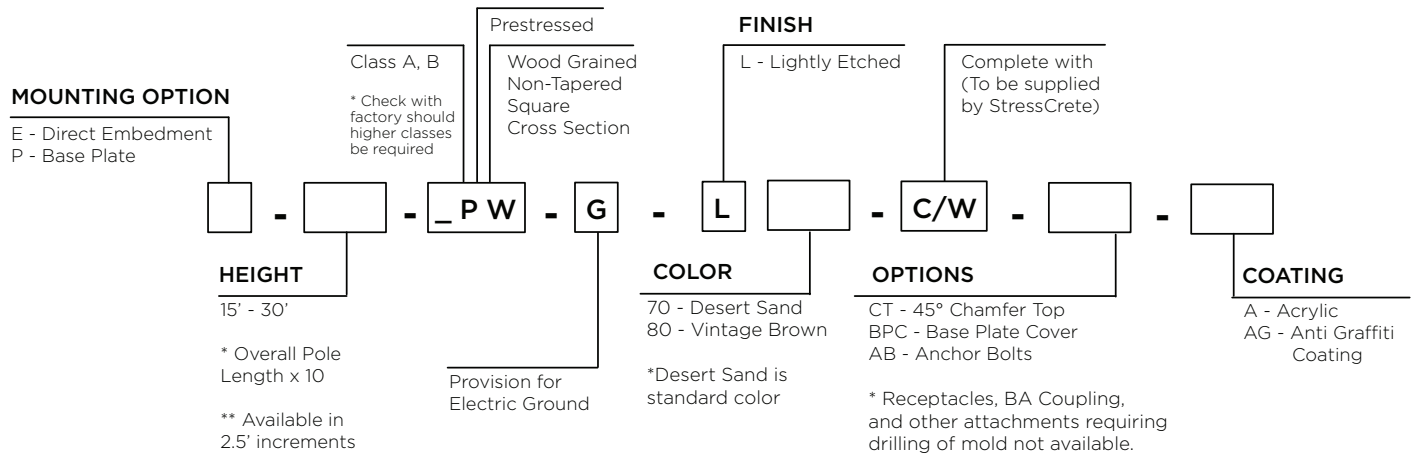 Prestressed
FINISH
Class A, B
* Check with
factory should
higher classes
be required
Wood Grained
Non-Tapered
Square
Cross Section
L - Lightly Etched
Complete with
(To be supplied
by StressCrete)
MOUNTING OPTION
E - Direct Embedment
P - Base Plate
- - _ P W - G - L - C/W - -
HEIGHT
15’ - 30’
* Overall Pole
Length x 10
** Available in
2.5’ increments
Provision for
Electric Ground
COLOR
70 - Desert Sand
80 - Vintage Brown
*Desert Sand is
standard color
OPTIONS
CT - 45° Chamfer Top
BPC - Base Plate Cover
AB - Anchor Bolts
* Receptacles, BA Coupling,
and other attachments requiring
drilling of mold not available.
COATING
A - Acrylic
AG - Anti Graffiti
Coating